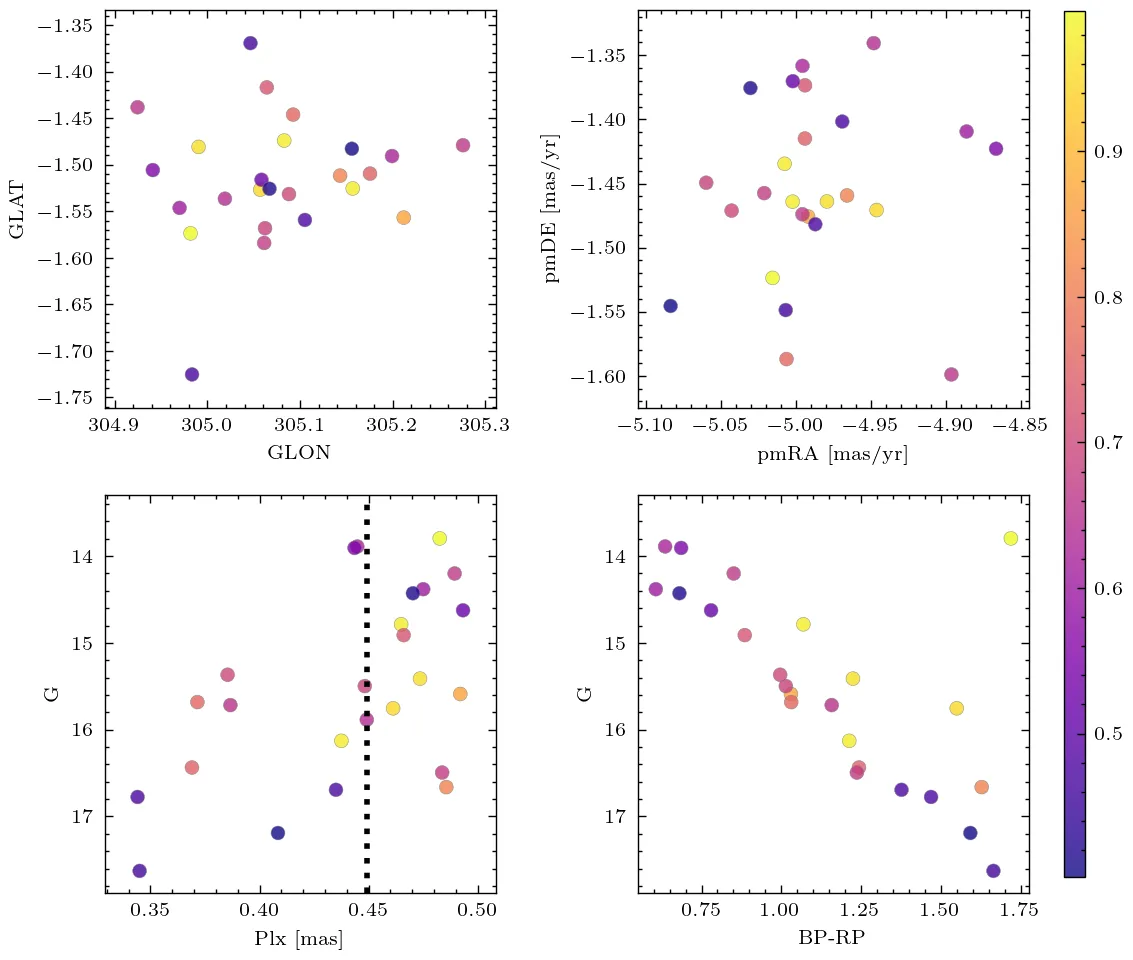 −1.35
−1.40
−1.45
−1.50
−1.55
−1.60
−1.65
−1.70
−1.75
GLAT
304.9 305.0 305.1 305.2 305.3
GLON
−1.35
−1.40
−1.45
−1.50
−1.55
−1.60
pmDE [mas/yr]
−5.10 −5.05 −5.00 −4.95 −4.90 −4.85
pmRA [mas/yr]
14
15
16
17
G
0.35 0.40 0.45 0.50
Plx [mas]
14
15
16
17
G
0.75 1.00 1.25 1.50 1.75
BP-RP
0.9
0.8
0.7
0.6
0.5